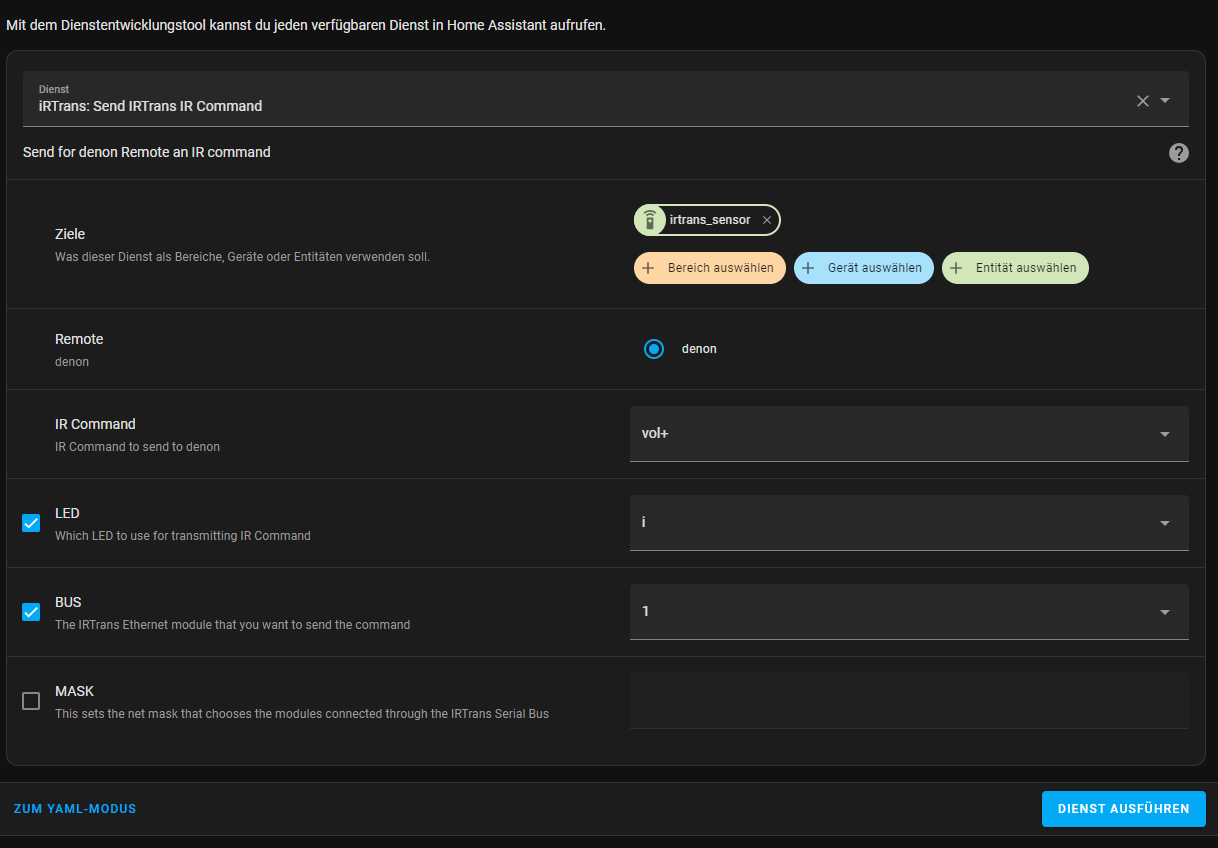 Mit dem Dienstentwicklungstool kannst du jeden verfügbaren Dienst in Home Assistant aufrufen.
Dienst
iRTrans: Send IRTrans IR Command
Send for denon Remote an IR command
irtrans_sensor
Ziele
Was dieser Dienst als Bereiche, Geräte oder Entitäten verwenden soll.
Bereich auswählen
Gerät auswählen
Entität auswählen
Remote
denon
denon
IR Command
IR Command to send to denon
vol+
LED
Which LED to use for transmitting IR Command
i
BUS
The IRTrans Ethernet module that you want to send the command
1
MASK
This sets the net mask that chooses the modules connected through the IRTrans Serial Bus
ZUM YAML-MODUS
DIENST AUSFÜHREN